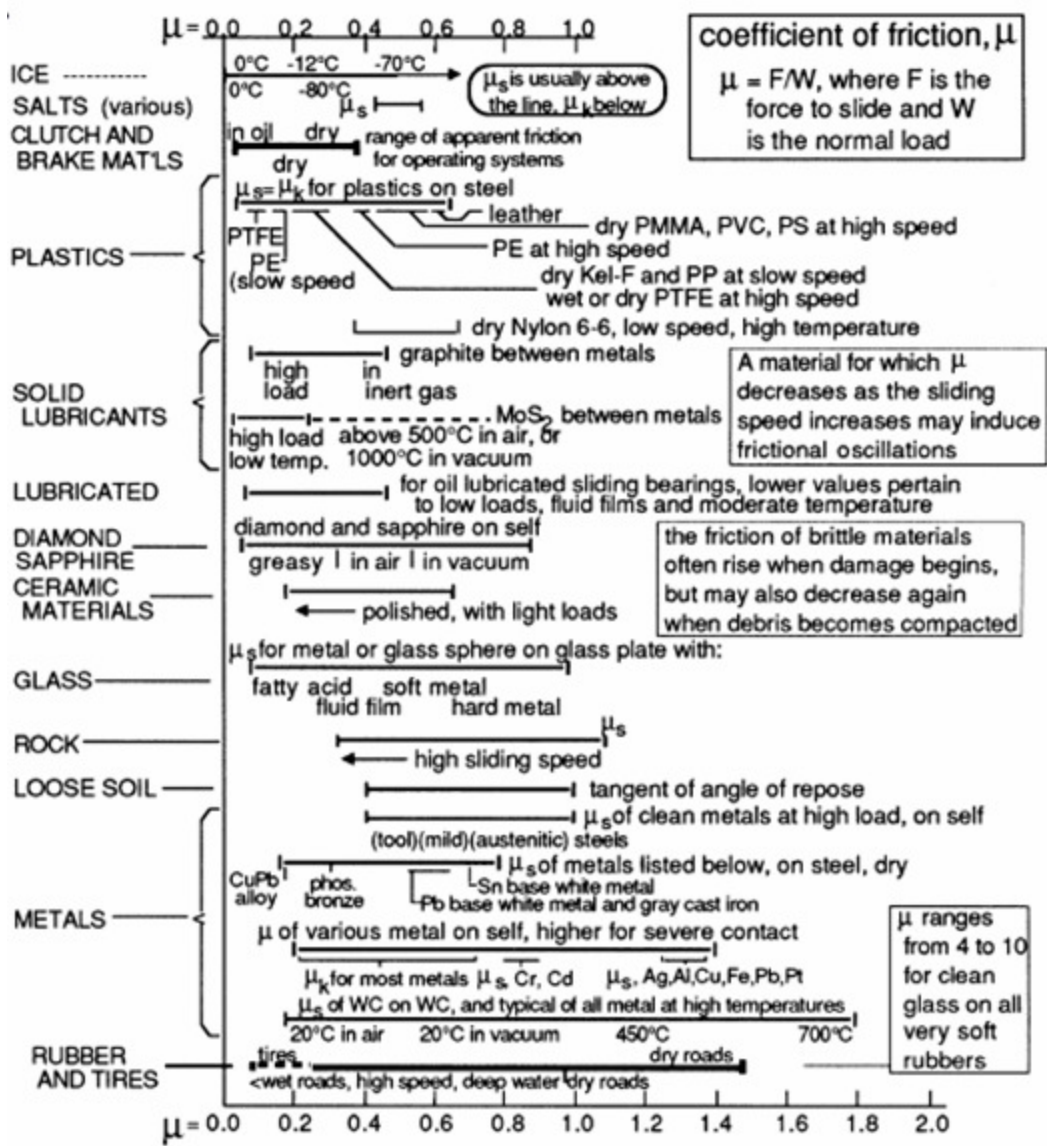 μ = 0.0 0.2 0.4 0.6 0.8 1.0
coefficient of friction, μ
μ = F/W, where F is the
force to slide and W
is the normal load
ICE
0°C -12°C -70°C
0°C -80°C
μs is usually above
the line, μk below
SALTS (various)
μs
CLUTCH AND
BRAKE MAT'LS
in oil dry
dry
range of apparent friction
for operating systems
PLASTICS
μs= μk for plastics on steel
leather
PTFE
dry PMMA, PVC, PS at high speed
PE
(slow speed
PE at high speed
dry Kel-F and PP at slow speed
wet or dry PTFE at high speed
dry Nylon 6-6, low speed, high temperature
SOLID
LUBRICANTS
graphite between metals
high
load
in
inert gas
MoS2 between metals
high load
low temp.
above 500°C in air, or
1000°C in vacuum
A material for which μ
decreases as the sliding
speed increases may induce
frictional oscillations
LUBRICATED
for oil lubricated sliding bearings, lower values pertain
to low loads, fluid films and moderate temperature
DIAMOND
SAPPHIRE
diamond and sapphire on self
greasy in air in vacuum
the friction of brittle materials
often rise when damage begins,
but may also decrease again
when debris becomes compacted
CERAMIC
MATERIALS
polished, with light loads
GLASS
μs for metal or glass sphere on glass plate with:
fatty acid soft metal
fluid film hard metal
ROCK
μs
high sliding speed
LOOSE SOIL
tangent of angle of repose
METALS
μs of clean metals at high load, on self
(tool)(mild)(austenitic) steels
μs of metals listed below, on steel, dry
CuPb
alloy
phos.
bronze
Sn base white metal
Pb base white metal and gray cast iron
μ of various metal on self, higher for severe contact
μk for most metals μs, Cr, Cd μs, Ag,Al,Cu,Fe,Pb,Pt
μs of WC on WC, and typical of all metal at high temperatures
20°C in air 20°C in vacuum 450°C 700°C
μ ranges
from 4 to 10
for clean
glass on all
very soft
rubbers
RUBBER
AND TIRES
tires dry roads
<wet roads, high speed, deep water dry roads
μ= 0.0 0.2 0.4 0.6 0.8 1.0 1.2 1.4 1.6 1.8 2.0